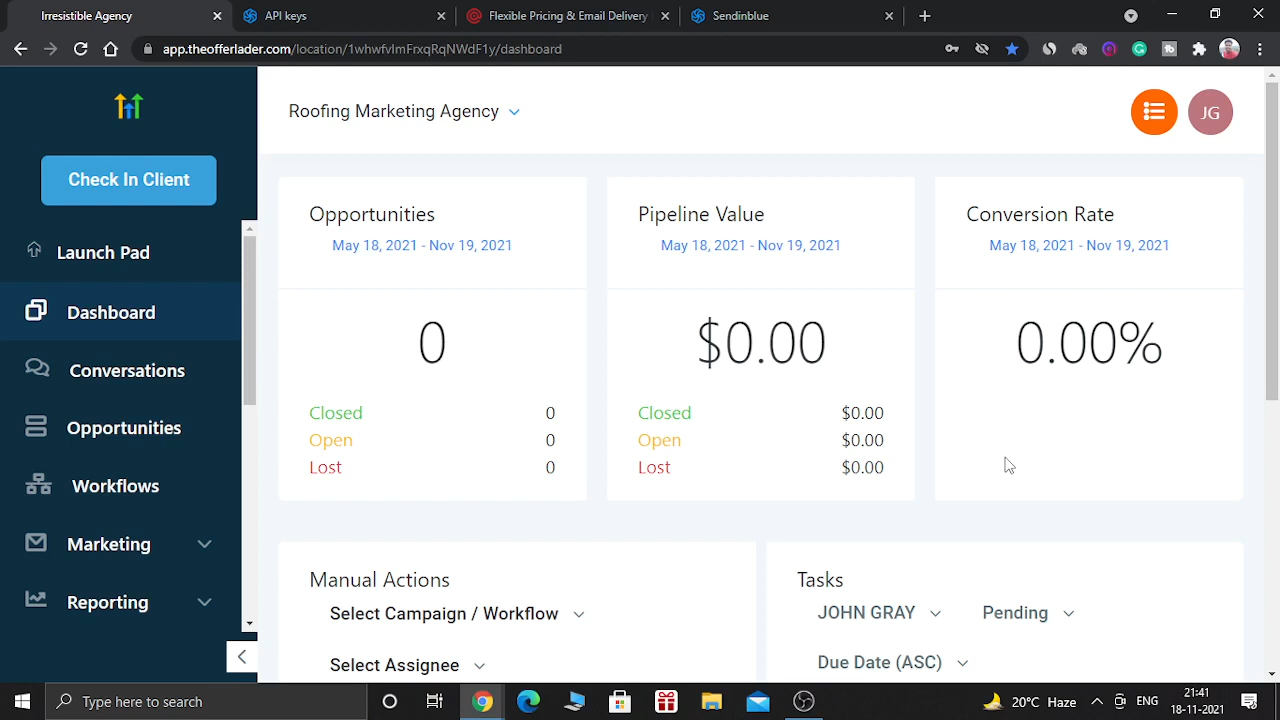 Irrestible Agency
API keys
Flexible Pricing & Email Delivery
Sendinblue
app.theofferlader.com/location/1whwfvlmFrxqRqNWdF1y/dashboard
Check In Client
Launch Pad
Dashboard
Conversations
Opportunities
Workflows
Marketing
Reporting
Roofing Marketing Agency
JG
Opportunities
May 18, 2021 - Nov 19, 2021
0
Closed 0
Open 0
Lost 0
Pipeline Value
May 18, 2021 - Nov 19, 2021
$0.00
Closed $0.00
Open $0.00
Lost $0.00
Conversion Rate
May 18, 2021 - Nov 19, 2021
0.00%
Manual Actions
Select Campaign / Workflow
Select Assignee
Tasks
JOHN GRAY Pending
Due Date (ASC)
Type here to search
20°C Haze
ENG
21:41
18-11-2021